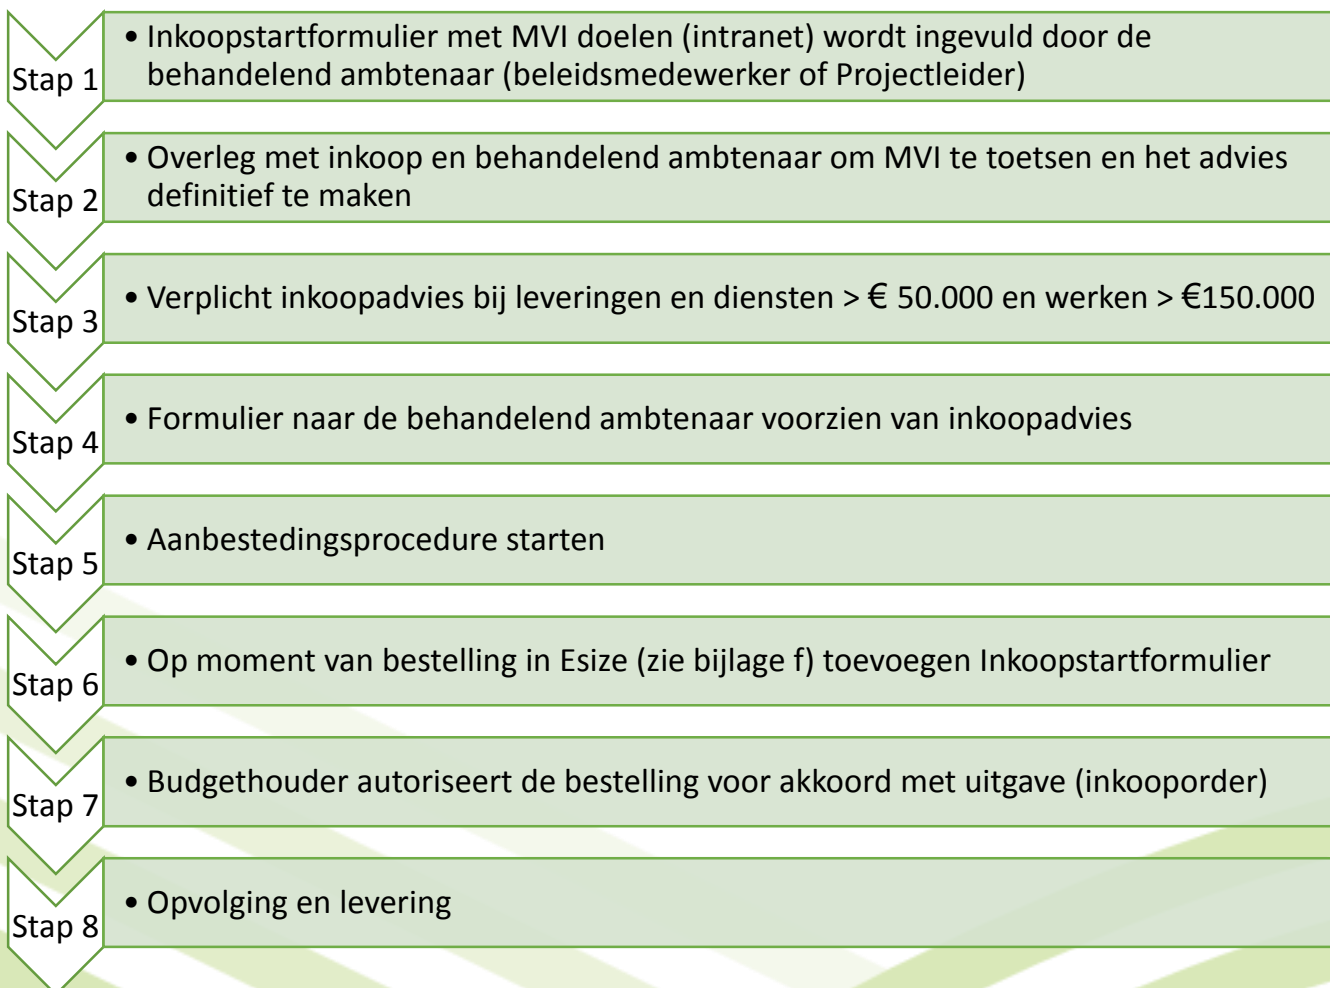 Stap 1
• Inkoopstartformulier met MVI doelen (intranet) wordt ingevuld door de
behandelend ambtenaar (beleidsmedewerker of Projectleider)
Stap 2
• Overleg met inkoop en behandelend ambtenaar om MVI te toetsen en het advies
definitief te maken
Stap 3
• Verplicht inkoopadvies bij leveringen en diensten > € 50.000 en werken > €150.000
Stap 4
• Formulier naar de behandelend ambtenaar voorzien van inkoopadvies
Stap 5
• Aanbestedingsprocedure starten
Stap 6
• Op moment van bestelling in Esize (zie bijlage f) toevoegen Inkoopstartformulier
Stap 7
• Budgethouder autoriseert de bestelling voor akkoord met uitgave (inkooporder)
Stap 8
• Opvolging en levering